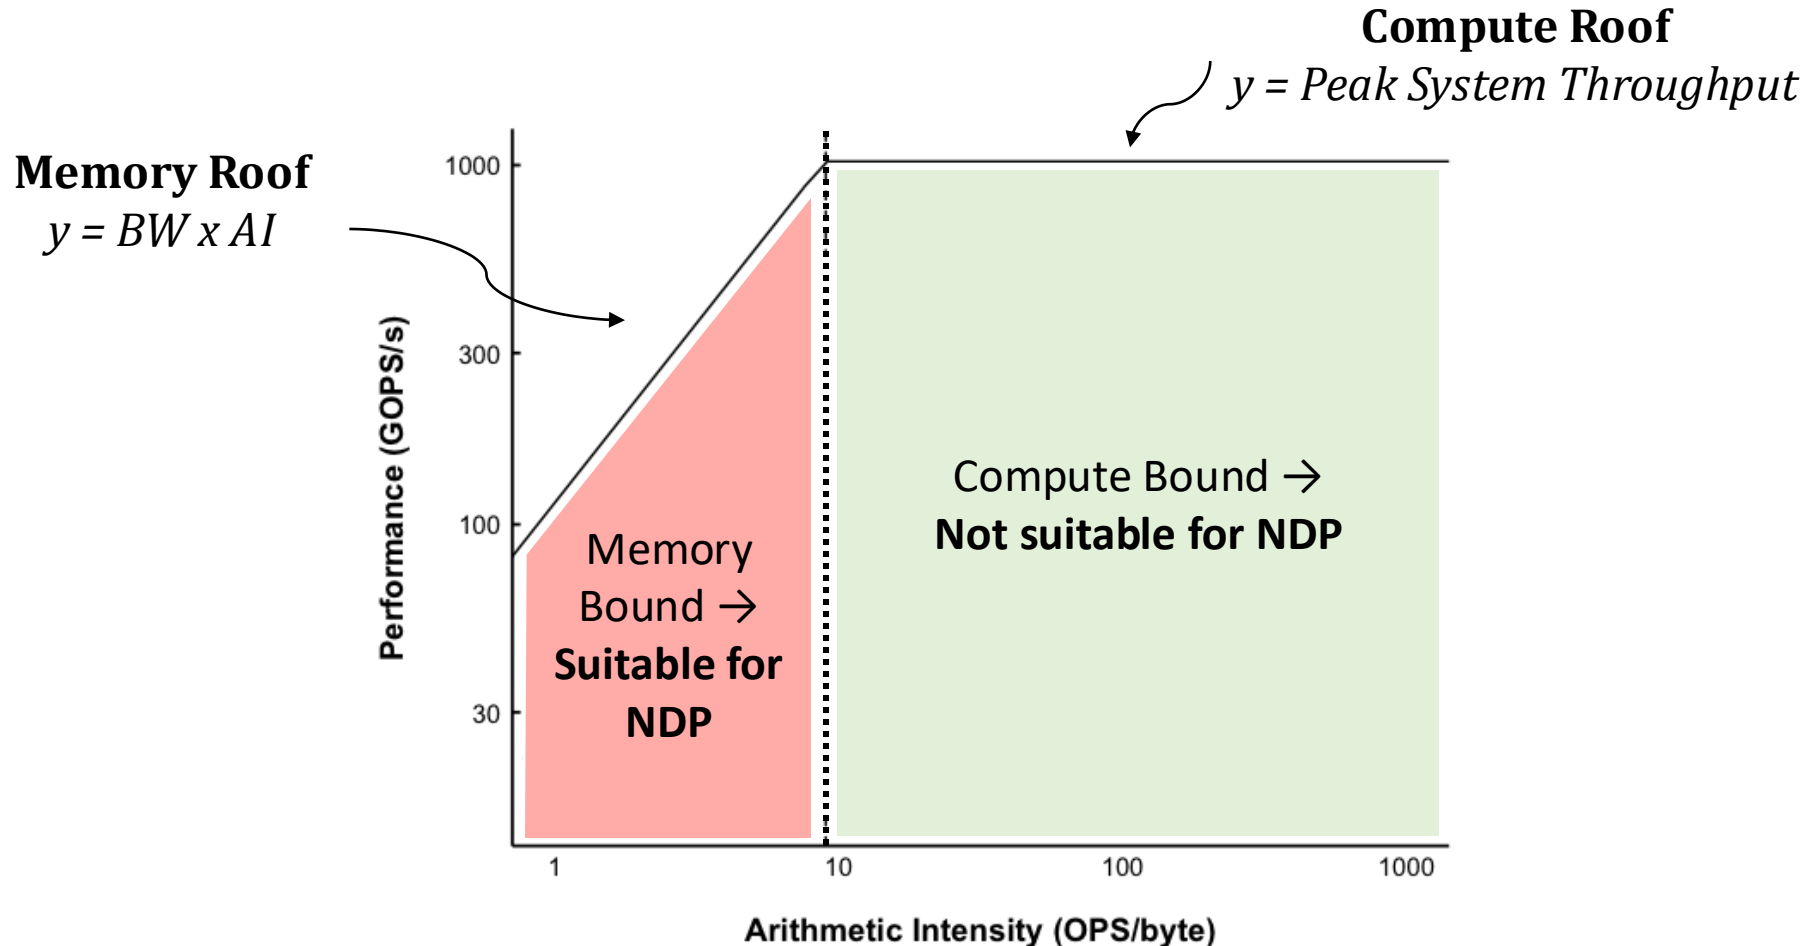 Compute Roof
y = Peak System Throughput
Memory Roof
y = BW x AI
1000
300
100
30
Performance (GOPS/s)
Memory
Bound →
Suitable for
NDP
Compute Bound →
Not suitable for NDP
1
10
100
1000
Arithmetic Intensity (OPS/byte)